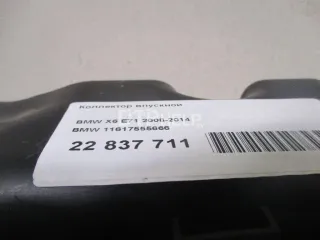 Коллектор впускной
BMW X6 E71 2008-2014
BMW 11617555666
22 837 711